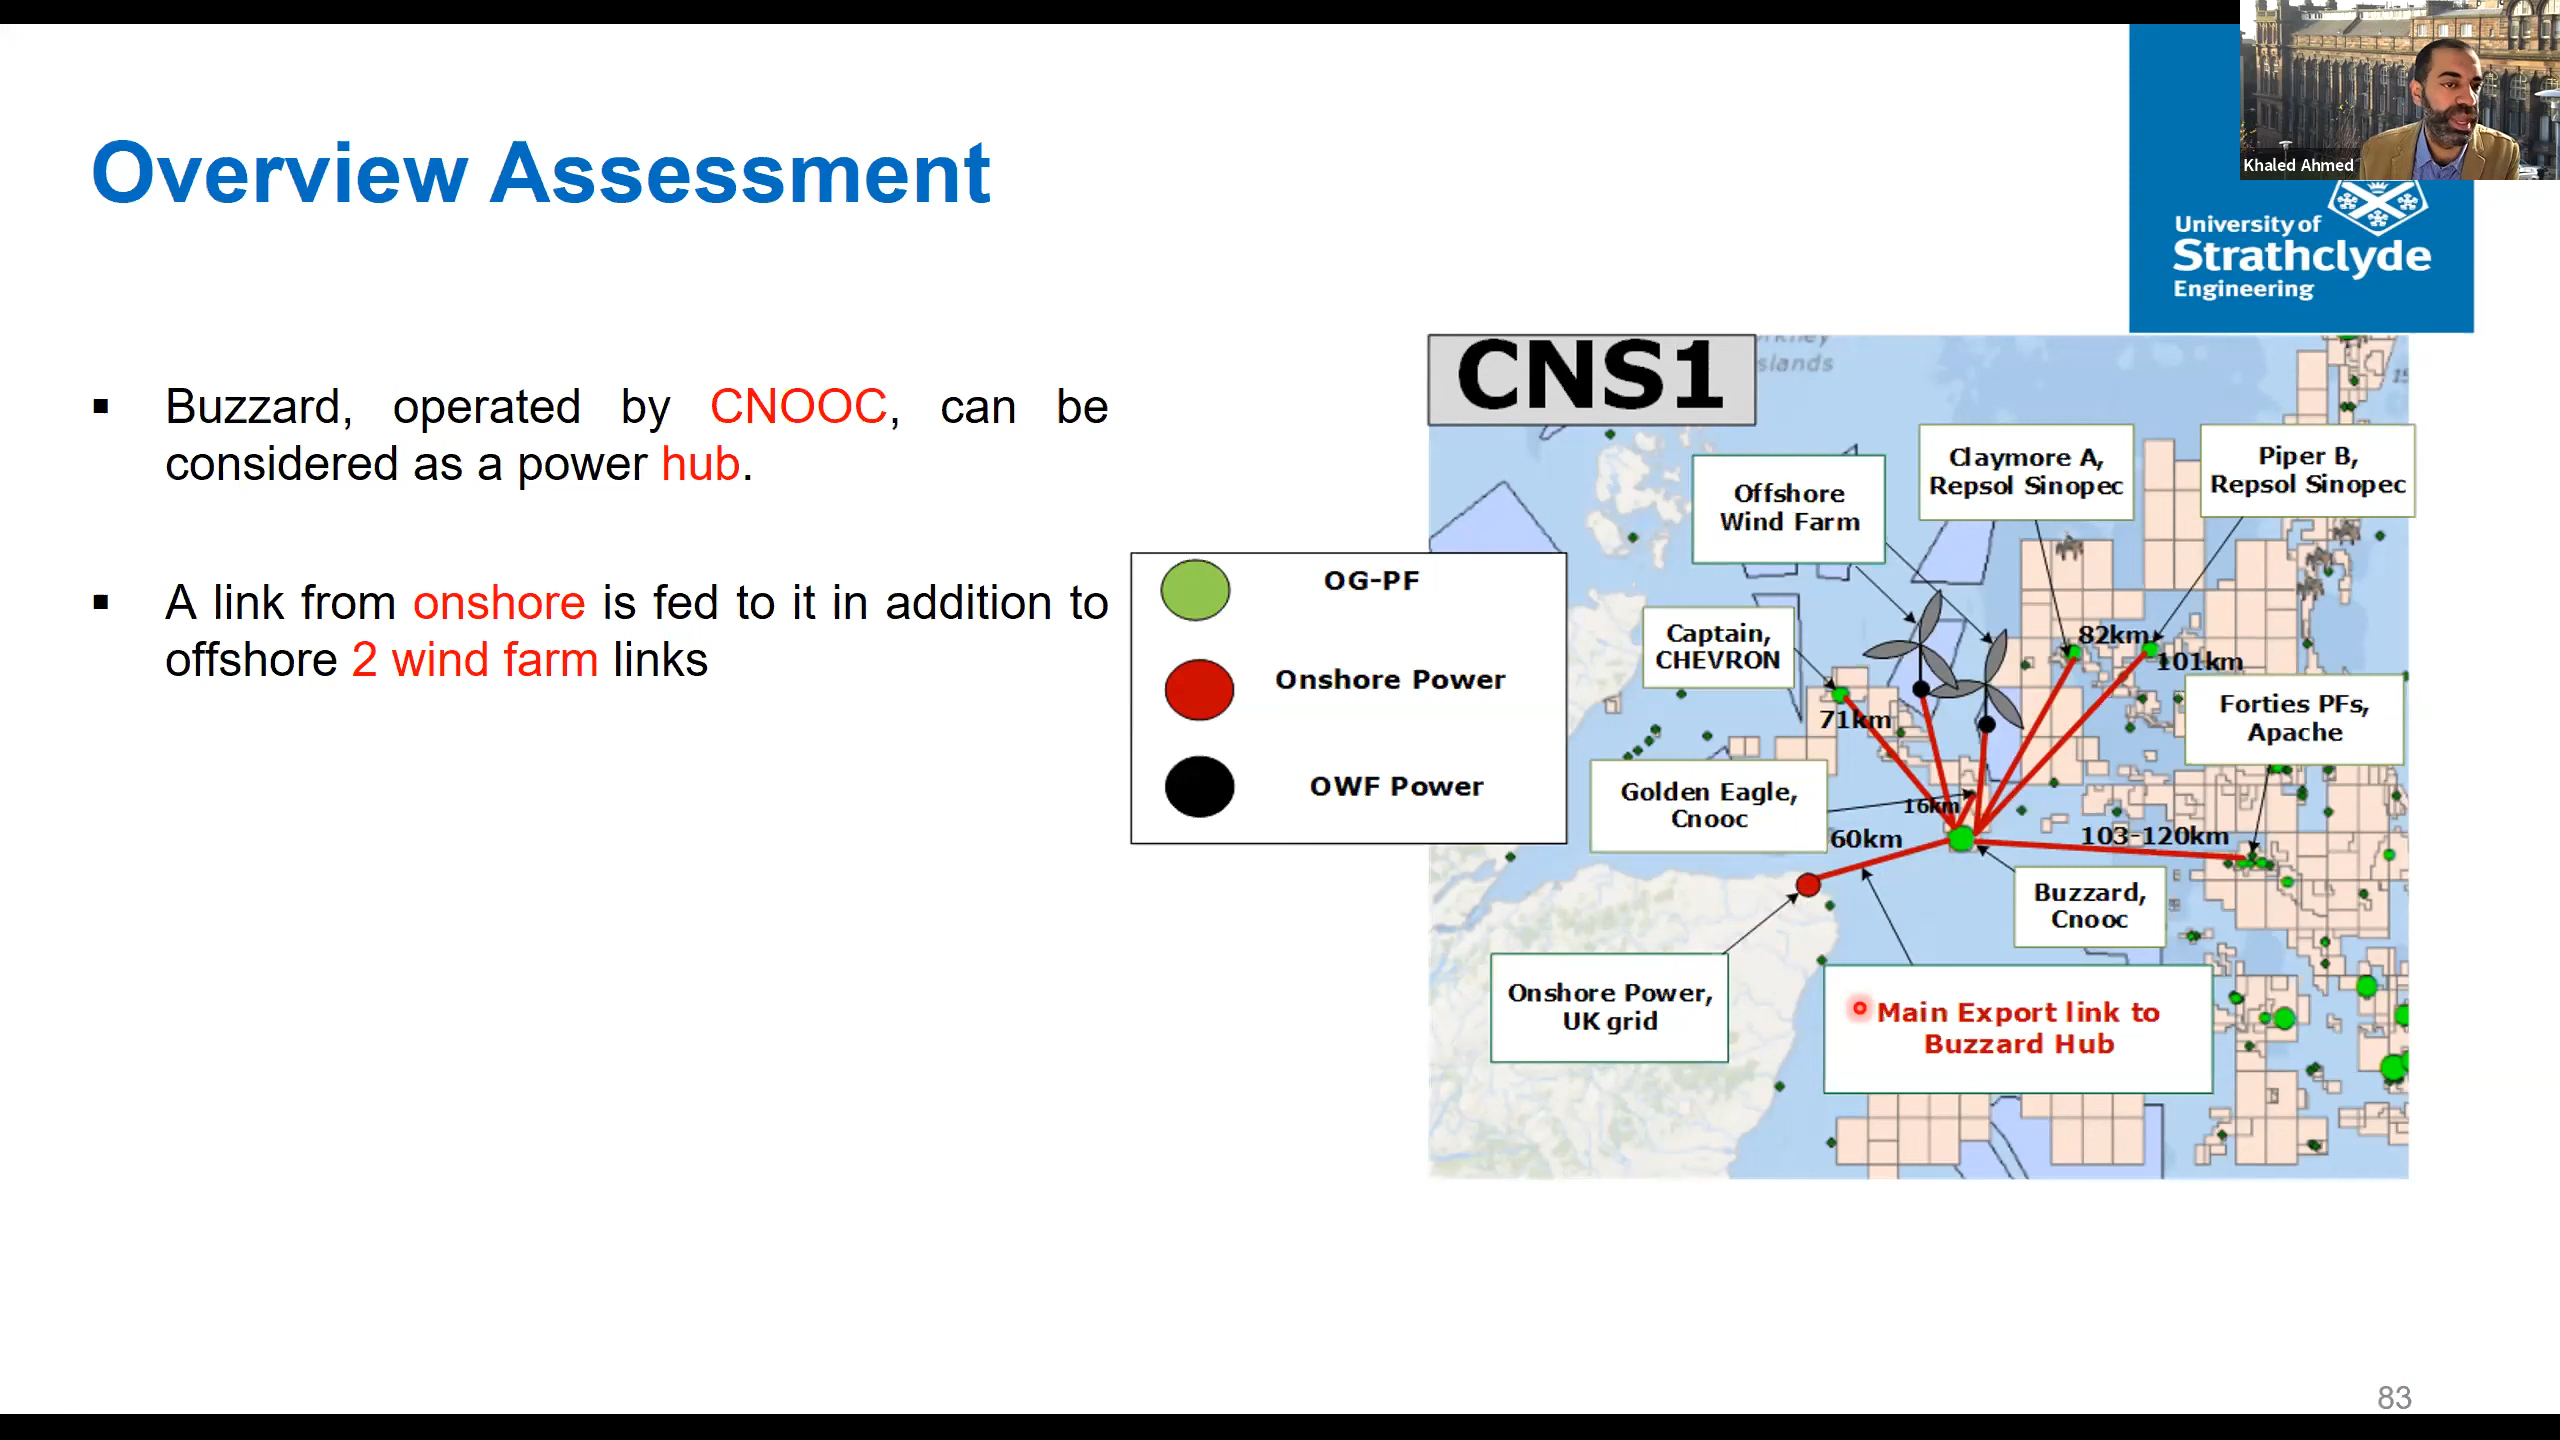 Khaled Ahmed
University of
Strathclyde
Engineering
Overview Assessment
▪ Buzzard, operated by CNOOC, can be
considered as a power hub.
▪ A link from onshore is fed to it in addition to
offshore 2 wind farm links
OG-PF
Onshore Power
OWF Power
CNS1
slands
Claymore A,
Repsol Sinopec
Piper B,
Repsol Sinopec
Offshore
Wind Farm
Captain,
CHEVRON
82km
101km
71km
Forties PFs,
Apache
Golden Eagle,
Cnooc
16km
60km
103-120km
Buzzard,
Cnooc
Onshore Power,
UK grid
Main Export link to
Buzzard Hub
83